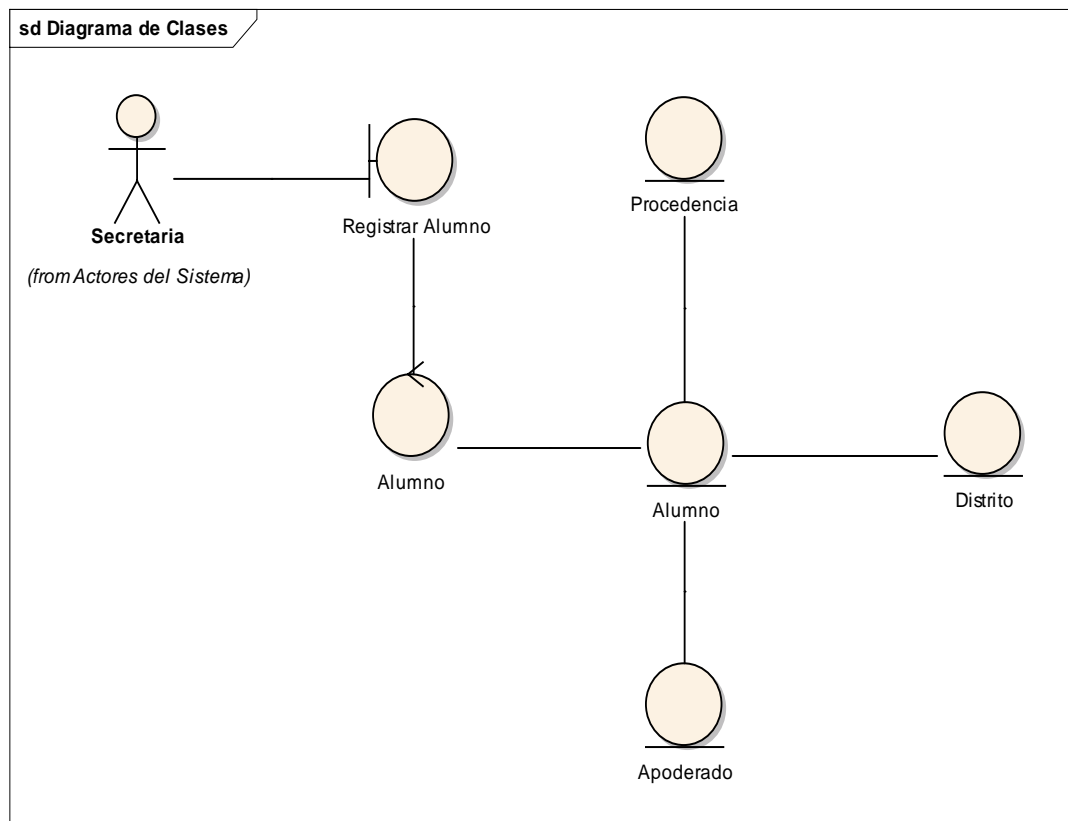 sd Diagrama de Clases
Secretaria
(from Actores del Sistema)
Registrar Alumno
Procedencia
Alumno
Alumno
Distrito
Apoderado